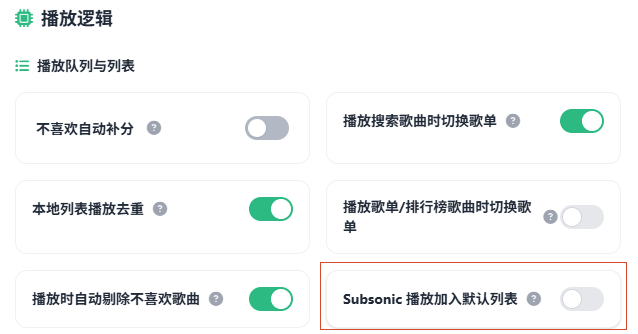 播放逻辑
播放队列与列表
不喜欢自动补分 ?
播放搜索歌曲时切换歌单 ?
本地列表播放去重 ?
播放歌单/排行榜歌曲时切换歌
单 ?
播放时自动剔除不喜欢歌曲 ?
Subsonic 播放加入默认列表 ?